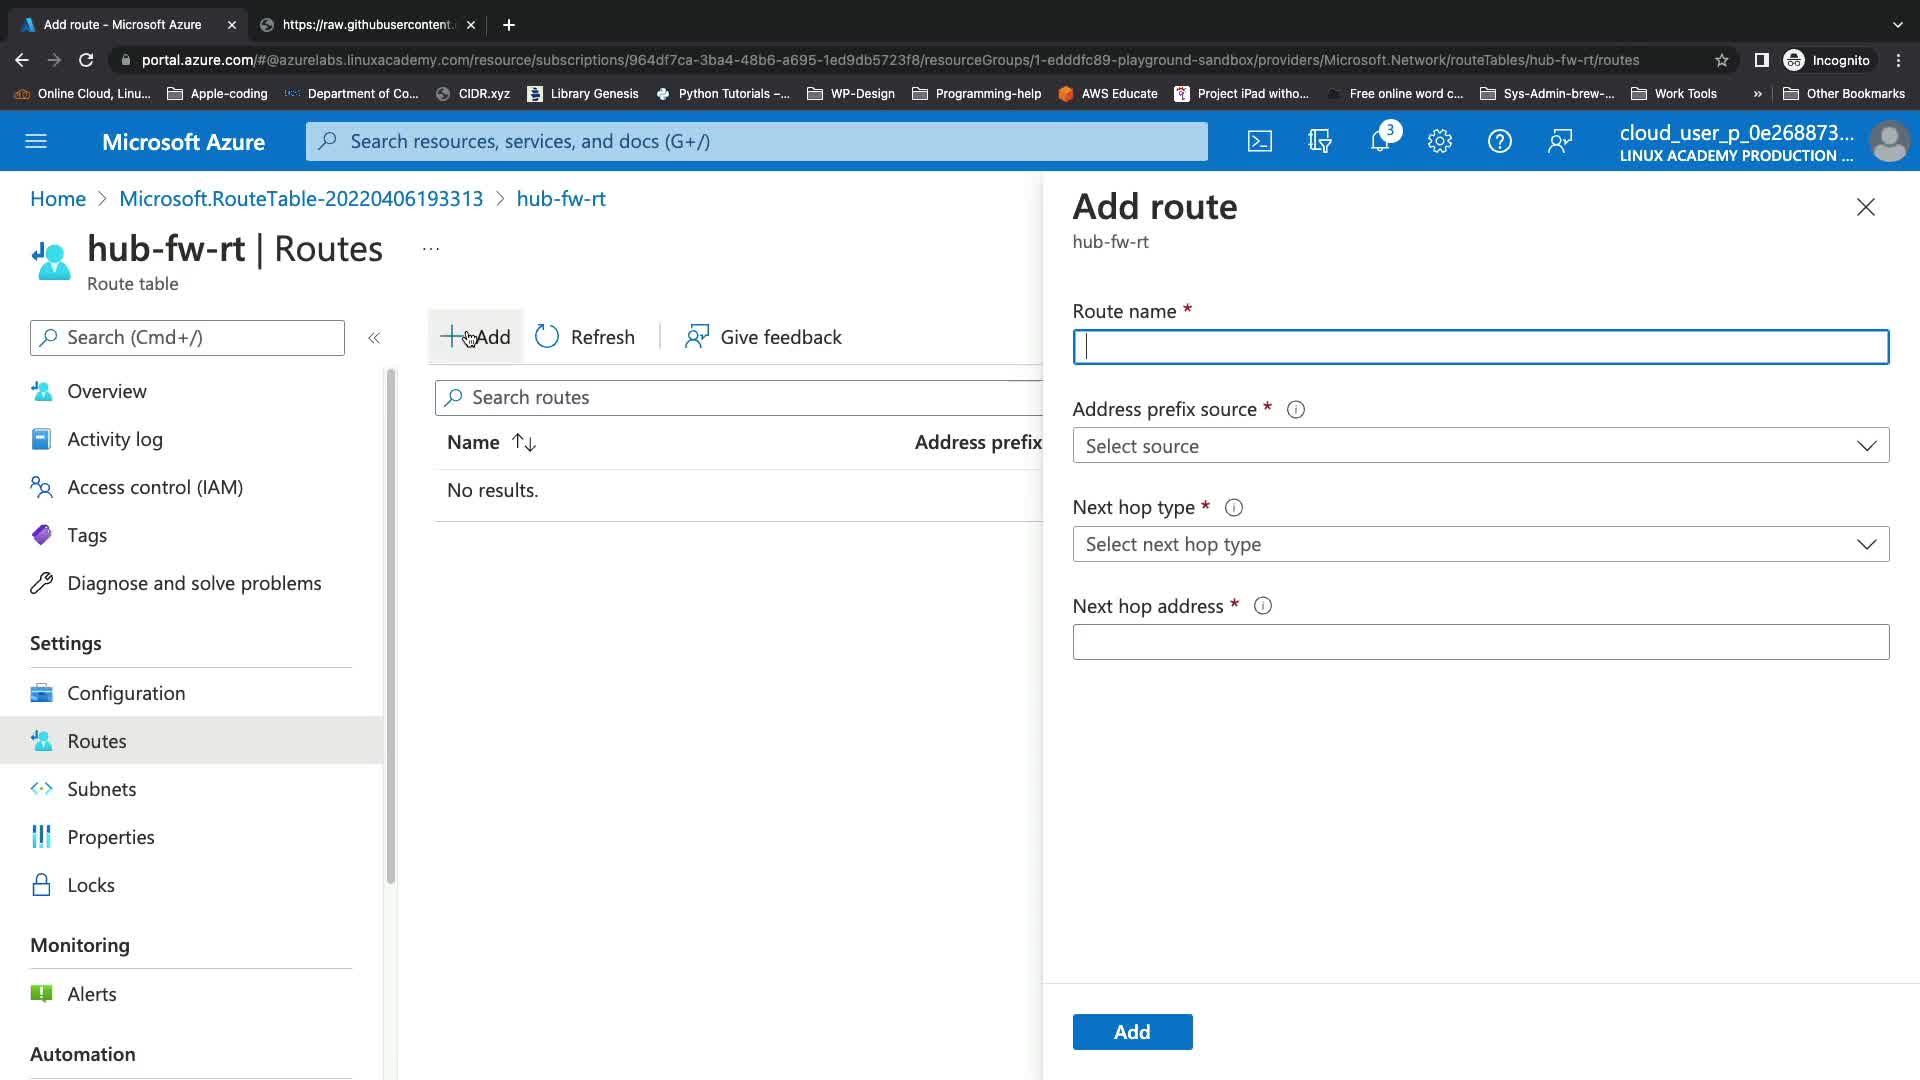 Add route - Microsoft Azure
https://raw.githubusercontent.
portal.azure.com/#@azurelabs.linuxacademy.com/resource/subscriptions/964df7ca-3ba4-48b6-a695-1ed9db5723f8/resourceGroups/1-edddfc89-playground-sandbox/providers/Microsoft.Network/routeTables/hub-fw-rt/routes
Incognito
Online Cloud, Linu...
Apple-coding
Department of Co...
CIDR.xyz
Library Genesis
Python Tutorials –...
WP-Design
Programming-help
AWS Educate
Project iPad witho...
Free online word c...
Sys-Admin-brew-...
Work Tools
»
Other Bookmarks
Microsoft Azure
Search resources, services, and docs (G+/)
3
cloud_user_p_0e268873...
LINUX ACADEMY PRODUCTION ...
Home > Microsoft.RouteTable-20220406193313 > hub-fw-rt
hub-fw-rt | Routes
...
Route table
Search (Cmd+/)
«
Overview
Activity log
Access control (IAM)
Tags
Diagnose and solve problems
Settings
Configuration
Routes
Subnets
Properties
Locks
Monitoring
Alerts
Automation
Add
Refresh
Give feedback
Search routes
Name
Address prefix
No results.
Add route
hub-fw-rt
Route name *
Address prefix source *
Select source
Next hop type *
Select next hop type
Next hop address *
Add